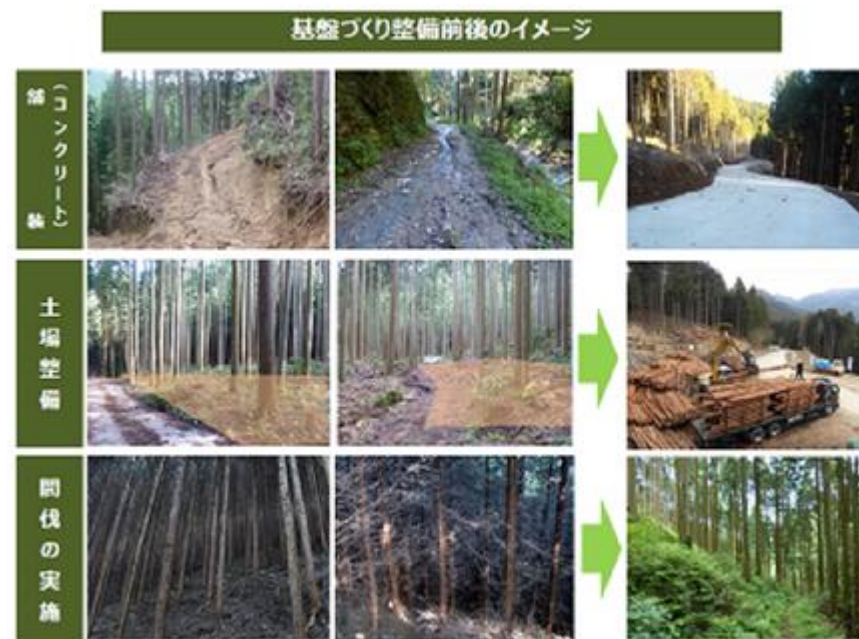 基盤づくり整備前後のイメージ
舗装
(コンクリート)
土場整備
間伐の実施